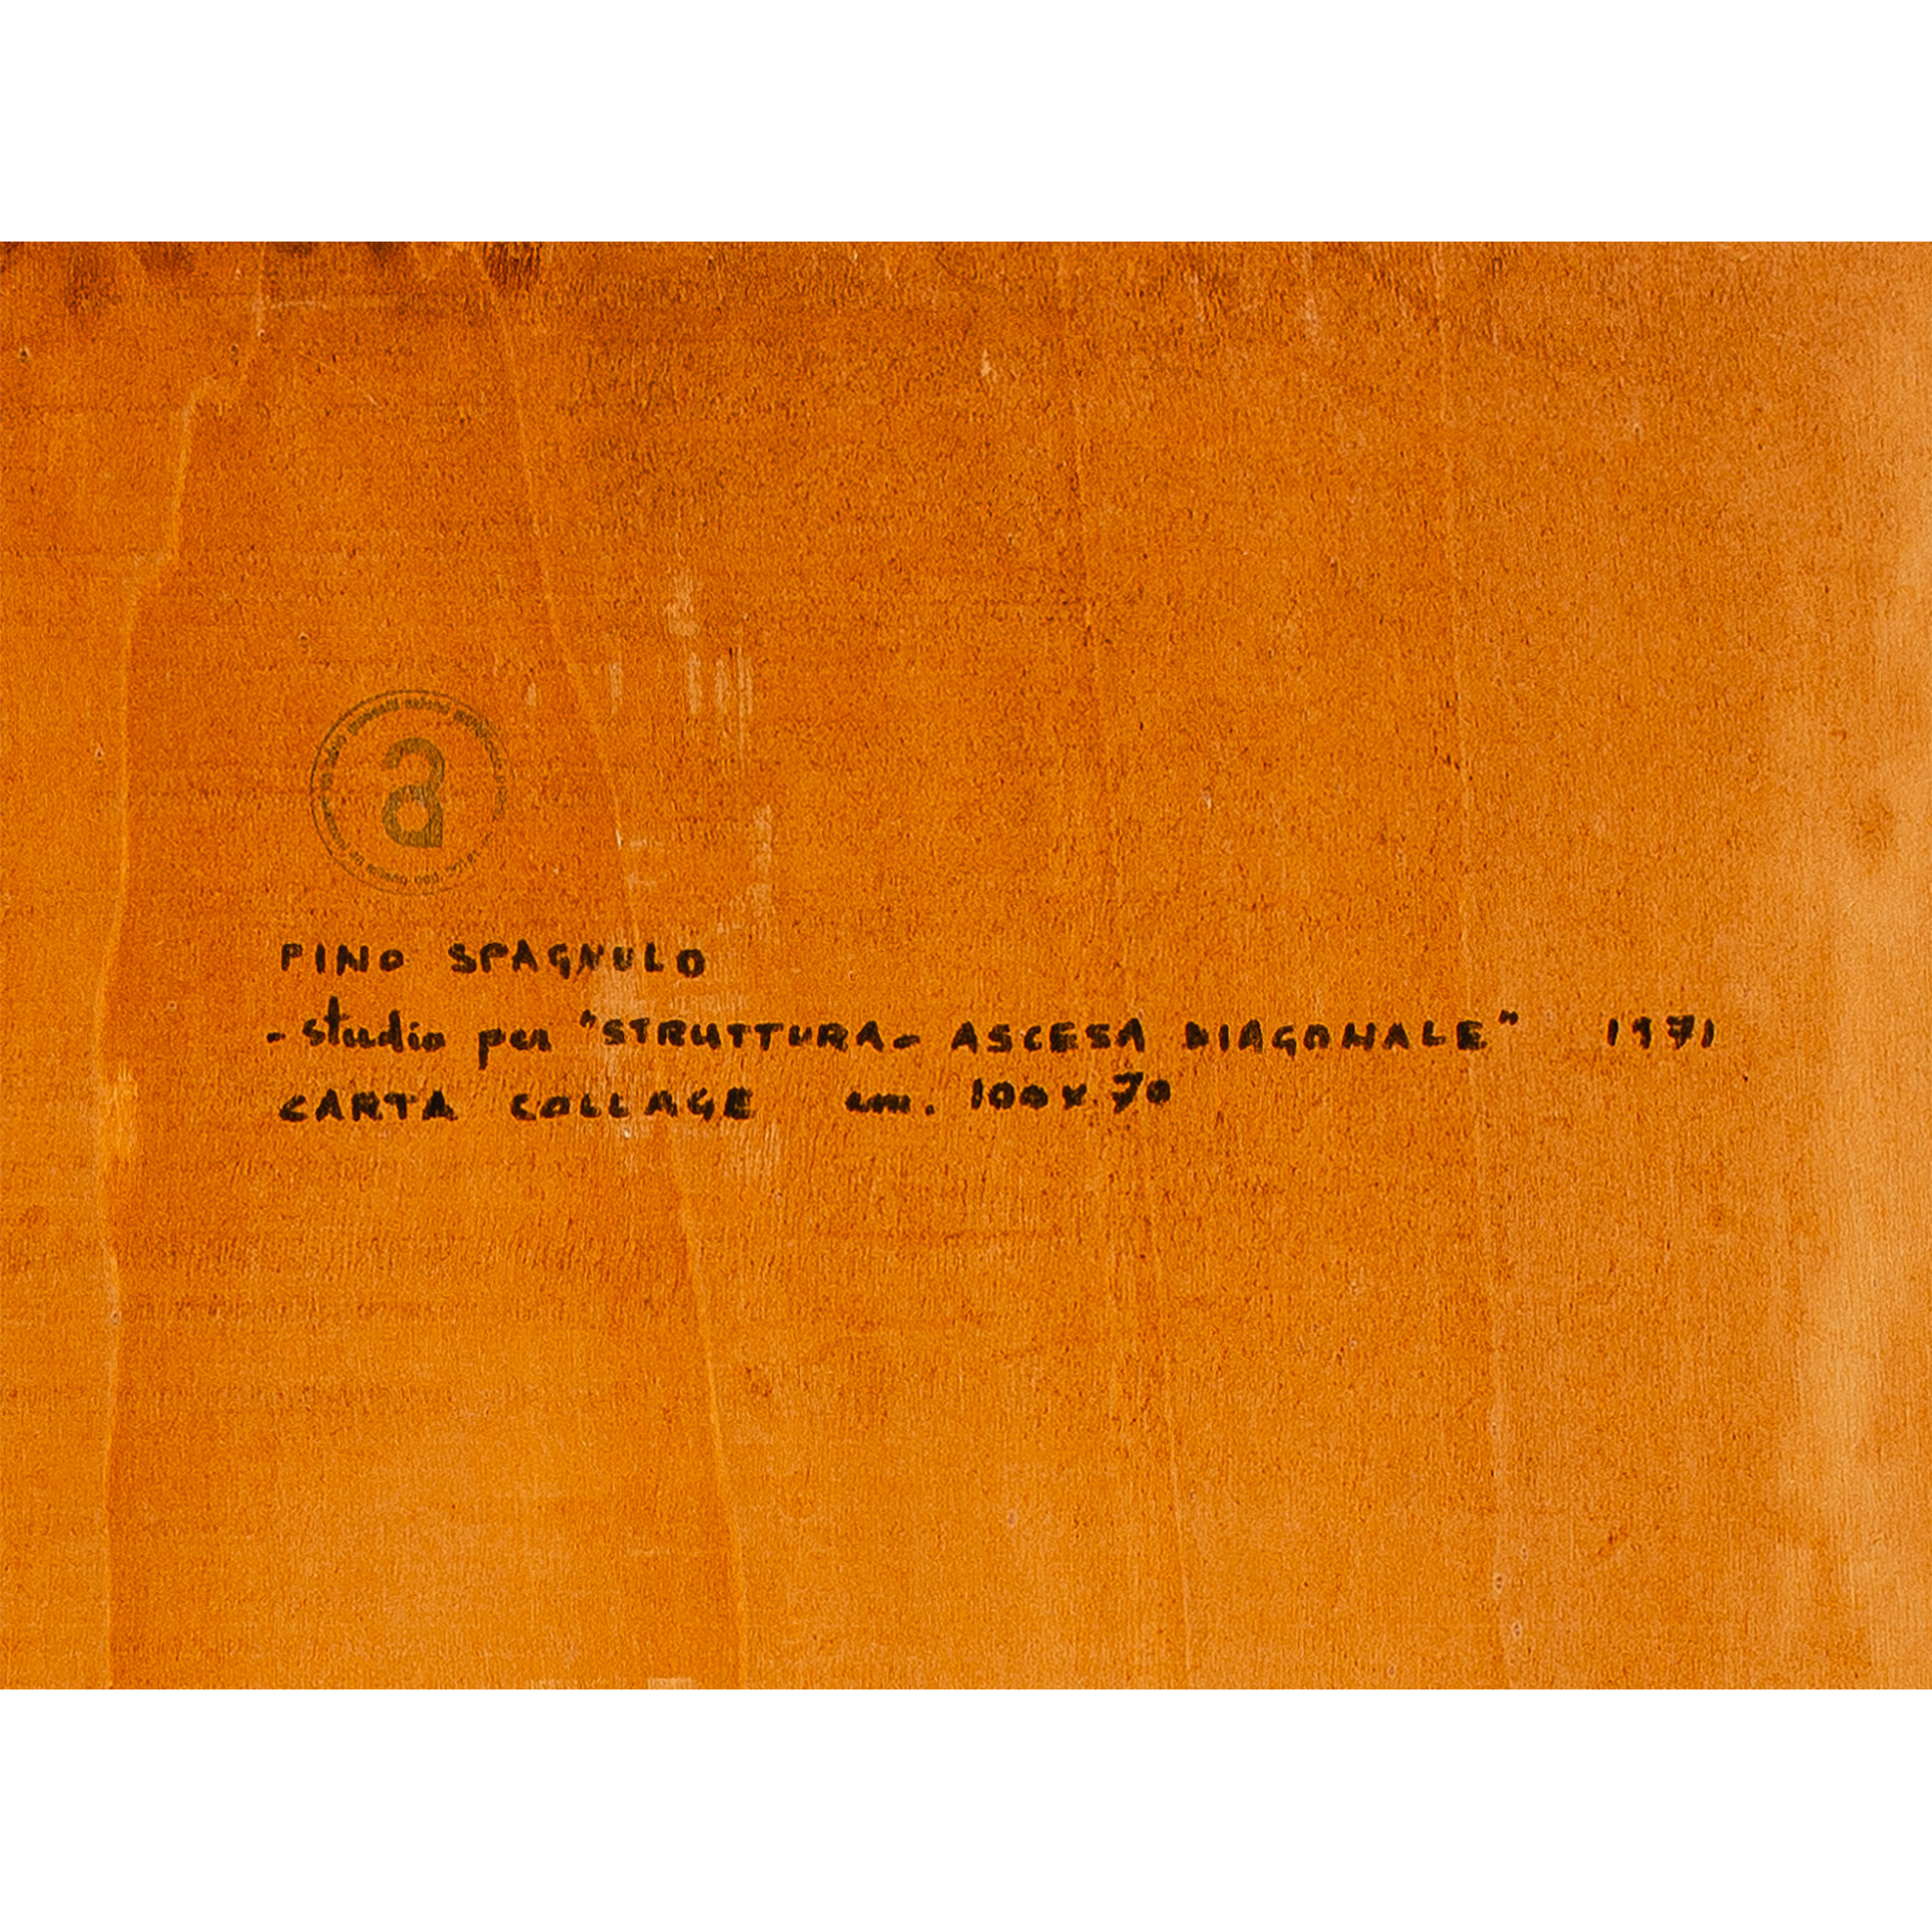 a
PINO SPAGNULO
- studio per "STRUTTURA - ASCESA DIAGONALE" 1971
CARTA COLLAGE cm. 100 x 70